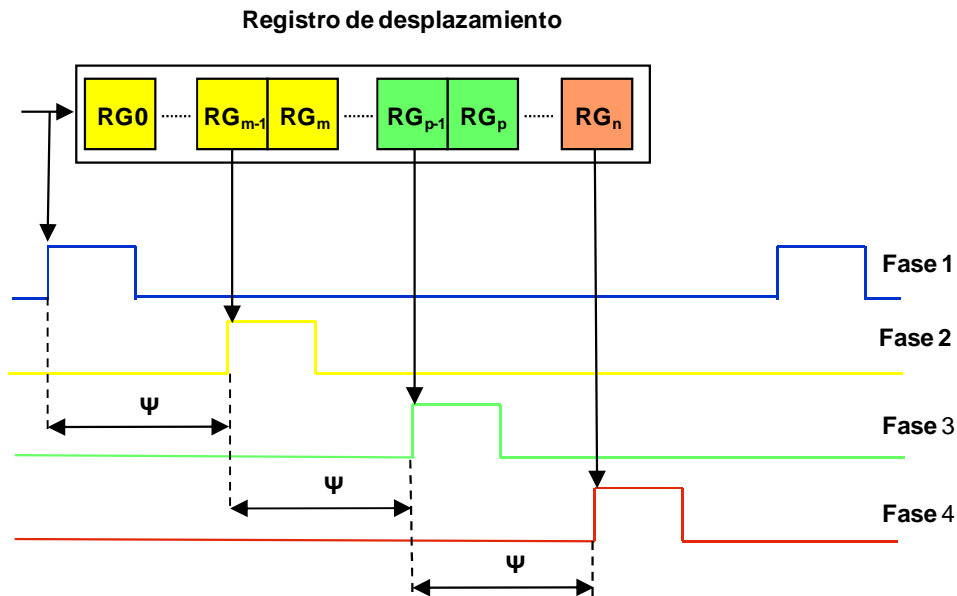 Registro de desplazamiento
RG0 ...... RGm-1 RGm ...... RGp-1 RGp ...... RGn
Fase 1
Fase 2
Ψ
Fase 3
Ψ
Fase 4
Ψ